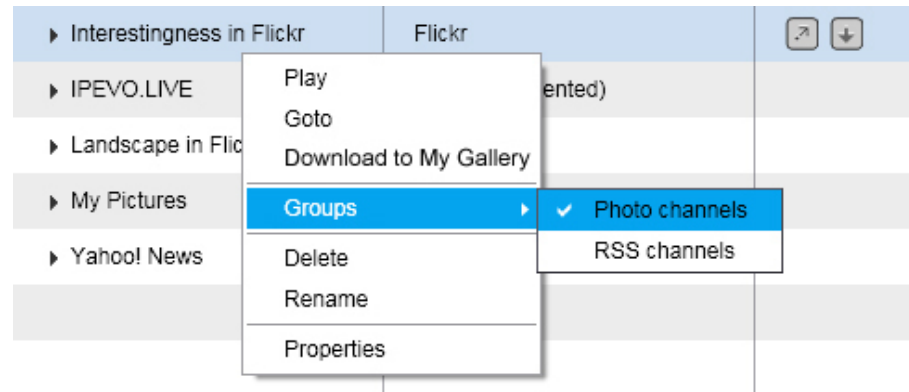 Interestingness in Flickr Flickr
Play
IPEVO.LIVE ented)
Goto
Landscape in Flic
Download to My Gallery
My Pictures
Groups Photo channels
Yahoo! News
Delete RSS channels
Rename
Properties